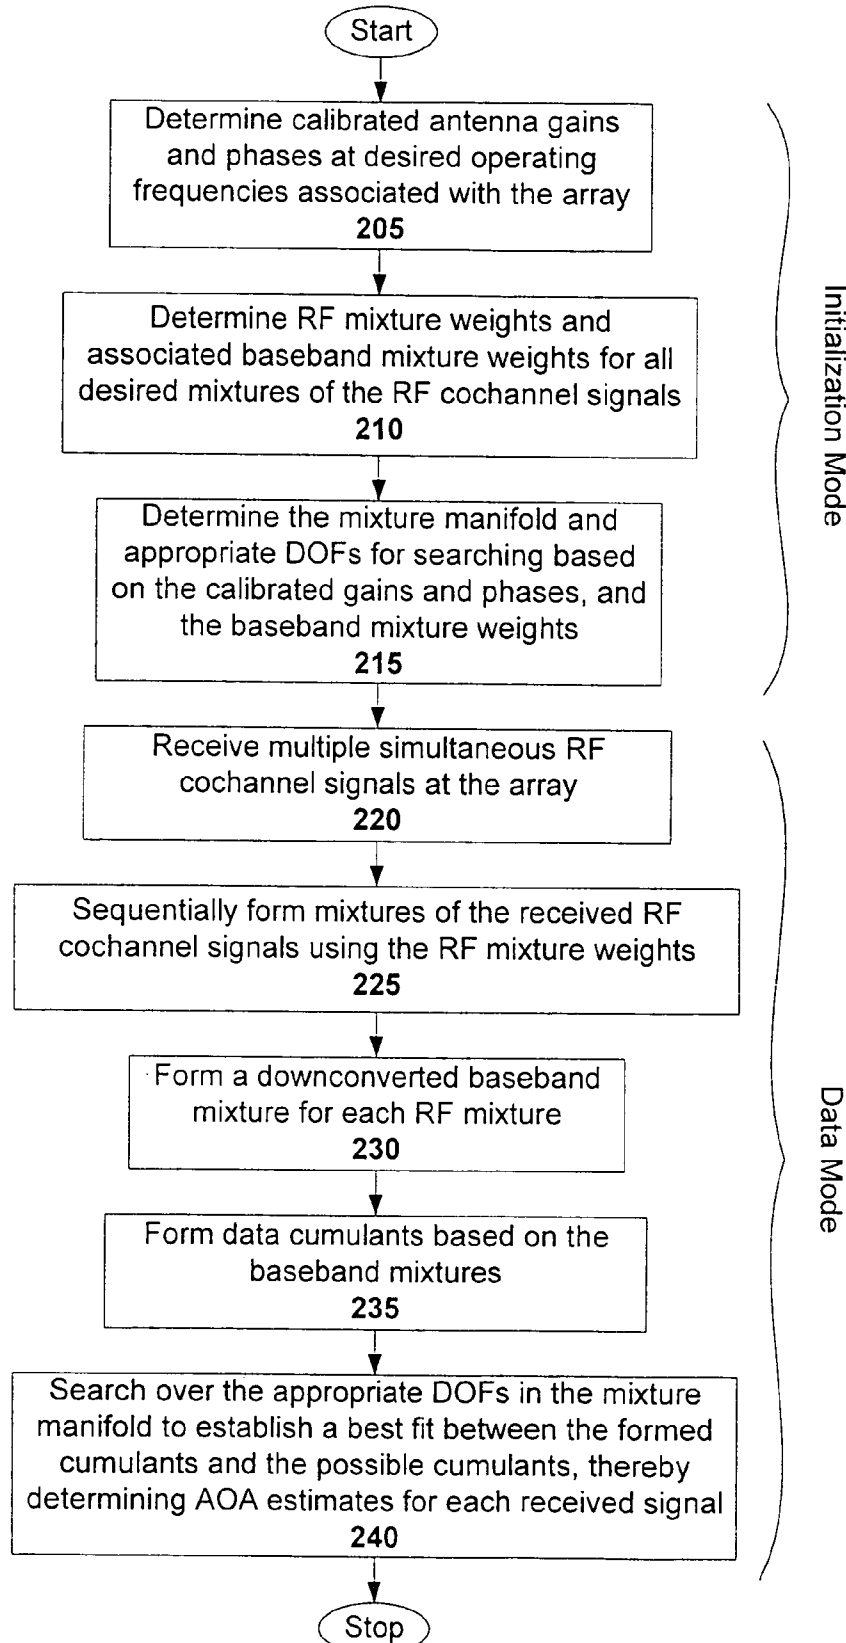 Start
Determine calibrated antenna gains
and phases at desired operating
frequencies associated with the array
205
Determine RF mixture weights and
associated baseband mixture weights for all
desired mixtures of the RF cochannel signals
210
Determine the mixture manifold and
appropriate DOFs for searching based
on the calibrated gains and phases, and
the baseband mixture weights
215
Initialization Mode
Receive multiple simultaneous RF
cochannel signals at the array
220
Sequentially form mixtures of the received RF
cochannel signals using the RF mixture weights
225
Form a downconverted baseband
mixture for each RF mixture
230
Form data cumulants based on the
baseband mixtures
235
Search over the appropriate DOFs in the mixture
manifold to establish a best fit between the formed
cumulants and the possible cumulants, thereby
determining AOA estimates for each received signal
240
Data Mode
Stop